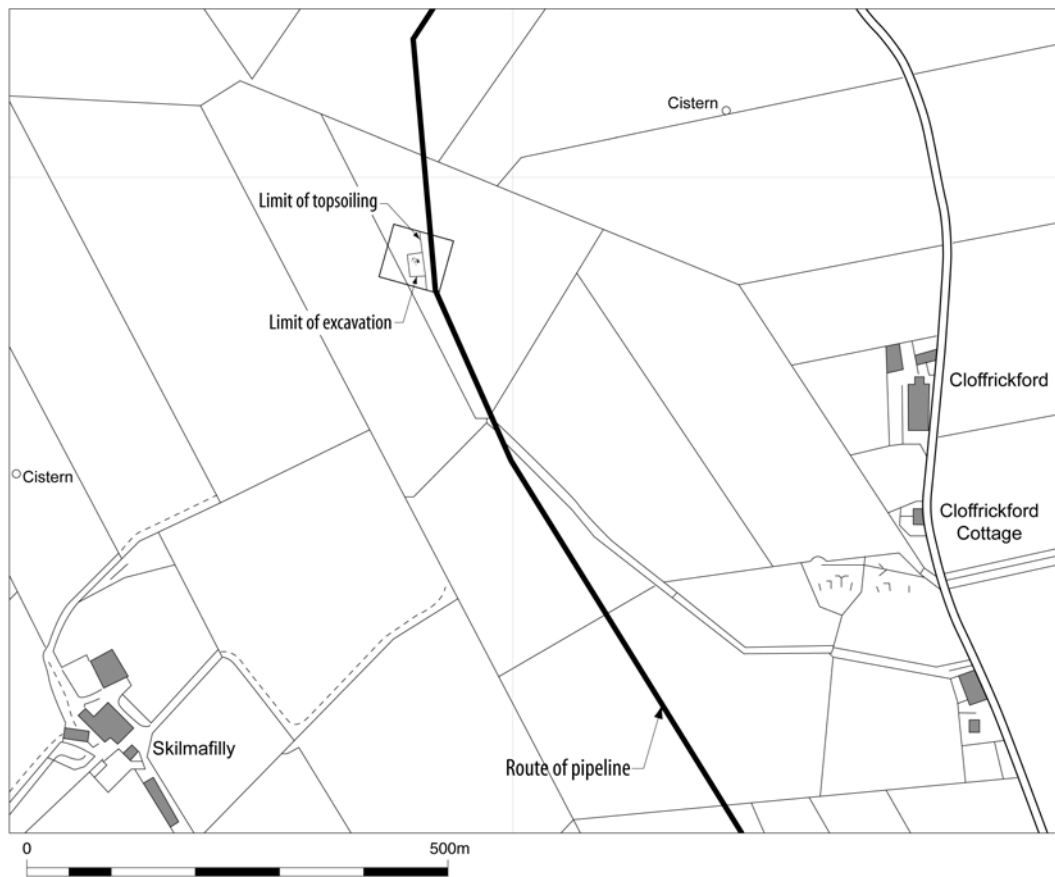 Cistern
Limit of topsoiling
Limit of excavation
Cloffrickford
Cistern
Cloffrickford
Cottage
Skilmafilly
Route of pipeline
0
500m